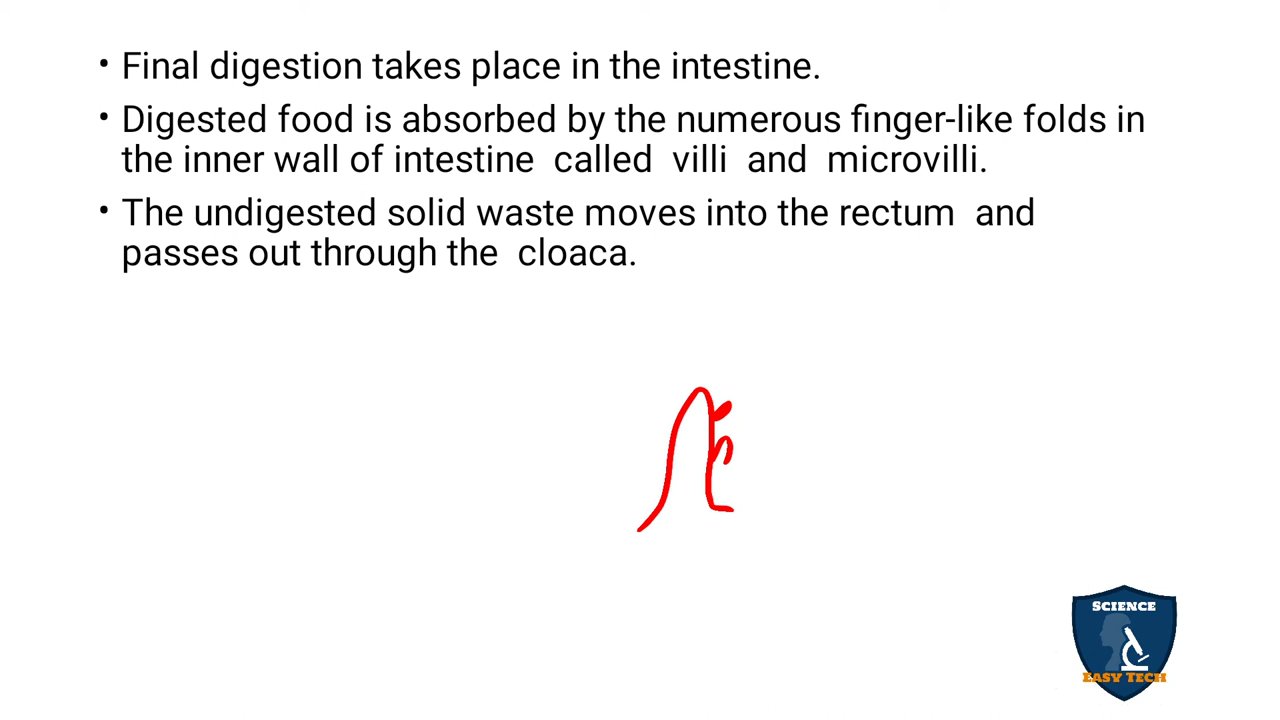 • Final digestion takes place in the intestine.
• Digested food is absorbed by the numerous finger-like folds in
the inner wall of intestine called villi and microvilli.
• The undigested solid waste moves into the rectum and
passes out through the cloaca.
SCIENCE
EASY TECH